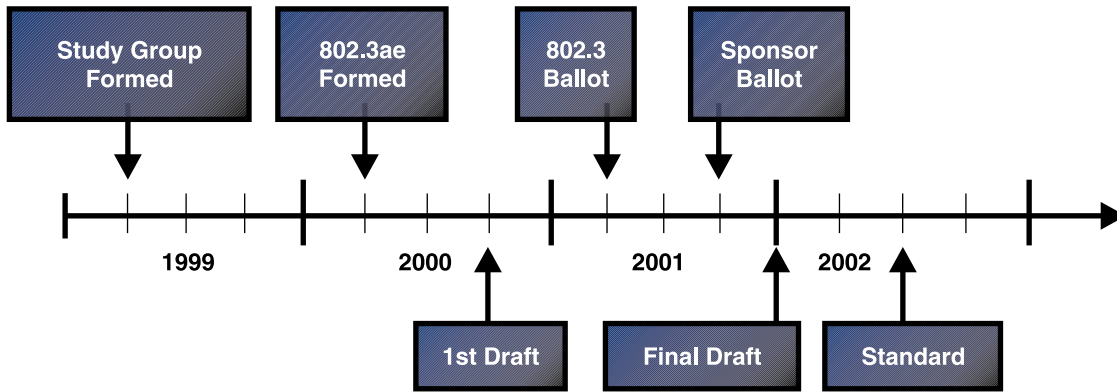 Study Group
Formed
802.3ae
Formed
802.3
Ballot
Sponsor
Ballot
1999
2000
2001
2002
1st Draft
Final Draft
Standard